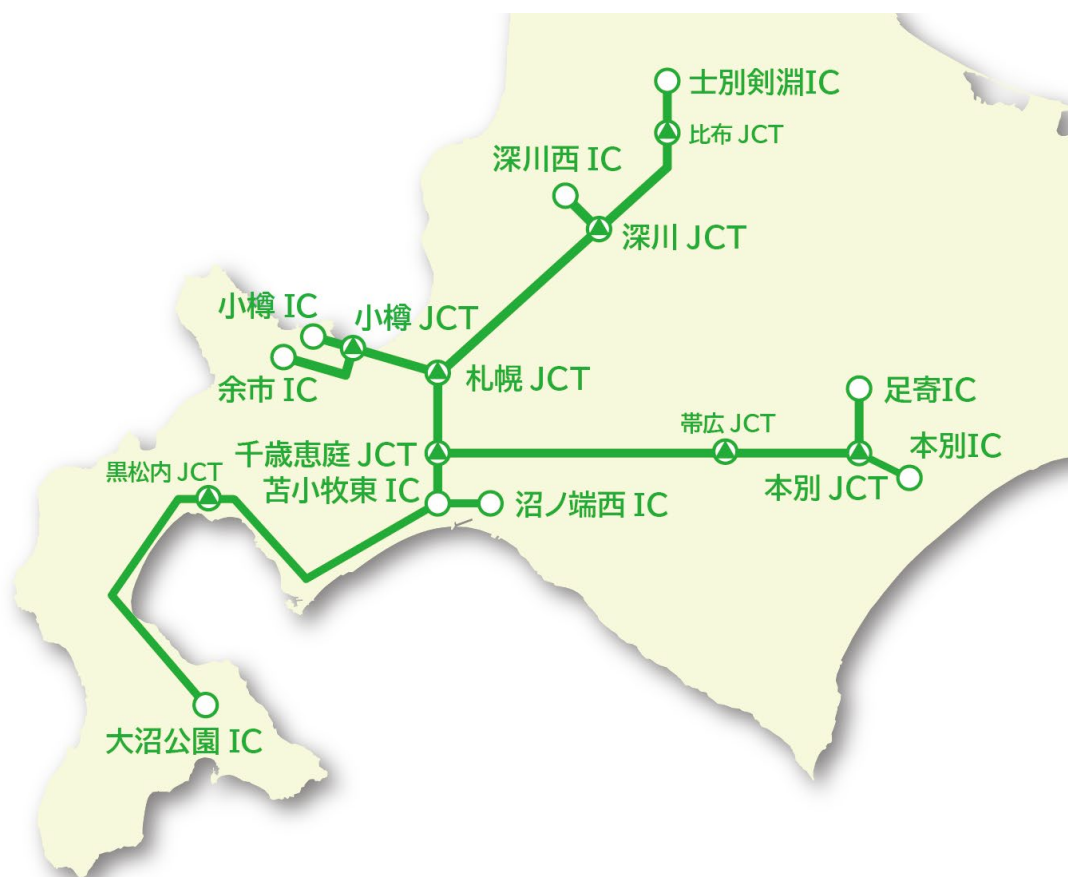 士別剣淵IC
比布 JCT
深川西 IC
深川 JCT
小樽 IC
小樽 JCT
余市 IC
札幌 JCT
足寄IC
帯広 JCT
本別IC
千歳恵庭 JCT
黒松内 JCT
本別 JCT
苫小牧東 IC
沼ノ端西 IC
大沼公園 IC